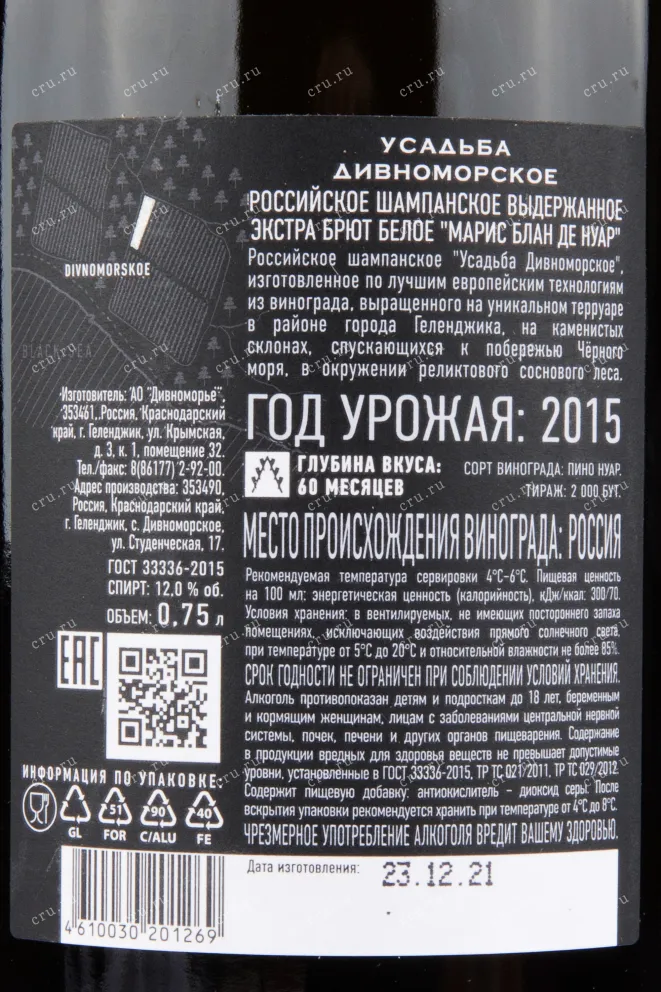 УСАДЬБА
ДИВНОМОРСКОЕ
РОССИЙСКОЕ ШАМПАНСКОЕ ВЫДЕРЖАННОЕ
ЭКСТРА БРЮТ БЕЛОЕ "МАРИС БЛАН ДЕ НУАР"
Российское шампанское "Усадьба Дивноморское",
изготовленное по лучшим европейским технологиям
из винограда, выращенного на уникальном терруаре
в районе города Геленджика, на каменистых
склонах, спускающихся к побережью Чёрного
моря, в окружении реликтового соснового леса.
DIVNOMORSKOE
BLACK SEA
Изготовитель: АО "Дивноморье",
353461, Россия, Краснодарский
край, г. Геленджик, ул. Крымская,
д. 3, к. 1, помещение 32.
Тел./факс: 8(86177) 2-92-00.
Адрес производства: 353490,
Россия, Краснодарский край,
г. Геленджик, с. Дивноморское,
ул. Студенческая, 17.
ГОСТ 33336-2015
СПИРТ: 12,0 % об.
ОБЪЕМ: 0,75 л
EAC
ИНФОРМАЦИЯ ПО УПАКОВКЕ:
51 90 40
GL FOR C/ALU FE
ГОД УРОЖАЯ: 2015
ГЛУБИНА ВКУСА:
60 МЕСЯЦЕВ
СОРТ ВИНОГРАДА: ПИНО НУАР.
ТИРАЖ: 2 000 БУТ.
МЕСТО ПРОИСХОЖДЕНИЯ ВИНОГРАДА: РОССИЯ
Рекомендуемая температура сервировки 4°С-6°С. Пищевая ценность
на 100 мл: энергетическая ценность (калорийность), кДж/ккал: 300/70.
Условия хранения: в вентилируемых, не имеющих постороннего запаха
помещениях, исключающих воздействия прямого солнечного света,
при температуре от 5°С до 20°С и относительной влажности не более 85%.
СРОК ГОДНОСТИ НЕ ОГРАНИЧЕН ПРИ СОБЛЮДЕНИИ УСЛОВИЙ ХРАНЕНИЯ.
Алкоголь противопоказан детям и подросткам до 18 лет, беременным
и кормящим женщинам, лицам с заболеваниями центральной нервной
системы, почек, печени и других органов пищеварения. Содержание
в продукции вредных для здоровья веществ не превышает допустимые
уровни, установленные в ГОСТ 33336-2015, ТР ТС 021/2011, ТР ТС 029/2012.
Содержит пищевую добавку: антиокислитель – диоксид серы. После
вскрытия упаковки рекомендуется хранить при температуре от 4°С до 8°С.
ЧРЕЗМЕРНОЕ УПОТРЕБЛЕНИЕ АЛКОГОЛЯ ВРЕДИТ ВАШЕМУ ЗДОРОВЬЮ.
Дата изготовления: 23.12.21
4 610030 201269
cru.ru